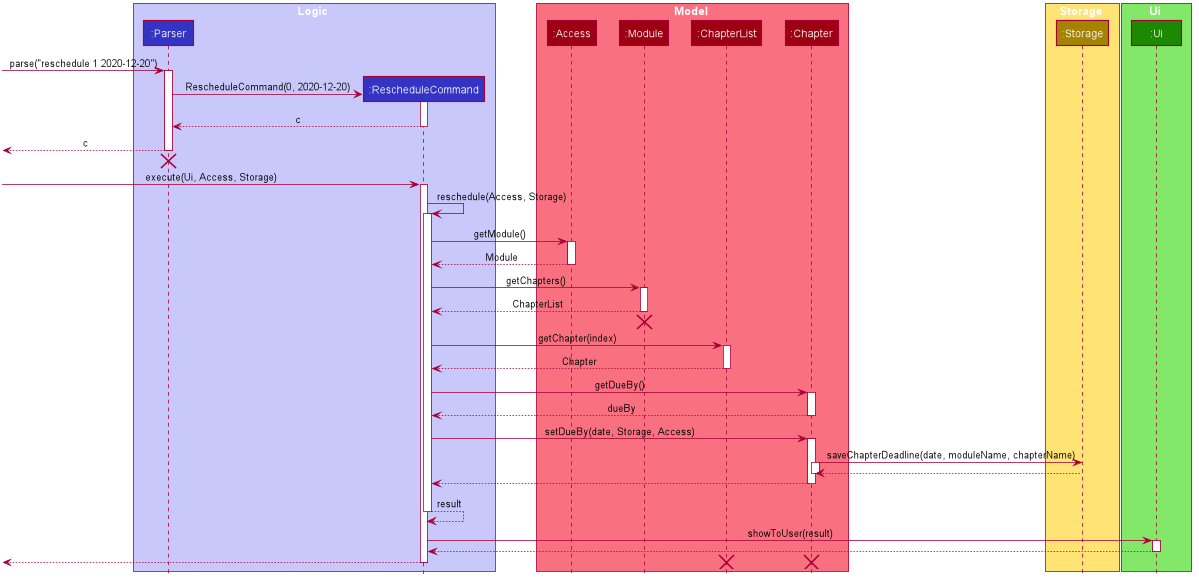 Logic
Model
Storage
Ui
:Parser
:Access
:Module
:ChapterList
:Chapter
:Storage
:Ui
parse("reschedule 1 2020-12-20")
RescheduleCommand(0, 2020-12-20)
:RescheduleCommand
c
c
execute(Ui, Access, Storage)
reschedule(Access, Storage)
getModule()
Module
getChapters()
ChapterList
getChapter(index)
Chapter
getDueBy()
dueBy
setDueBy(date, Storage, Access)
saveChapterDeadline(date, moduleName, chapterName)
result
showToUser(result)